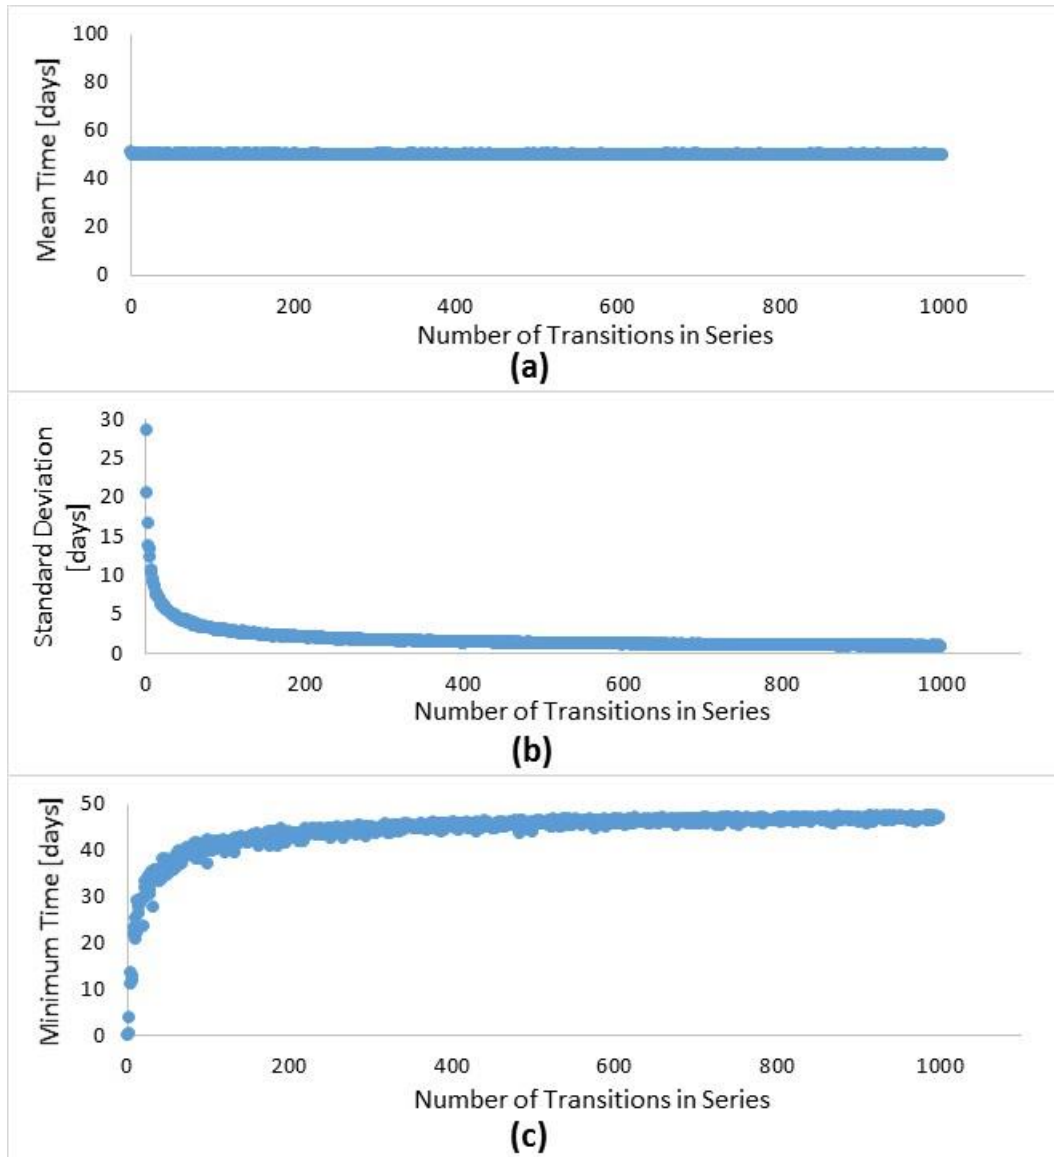 100
80
60
40
20
0
Mean Time [days]
0 200 400 600 800 1000
Number of Transitions in Series
(a)
30
25
20
15
10
5
0
Standard Deviation
[days]
0 200 400 600 800 1000
Number of Transitions in Series
(b)
50
40
30
20
10
0
Minimum Time [days]
0 200 400 600 800 1000
Number of Transitions in Series
(c)